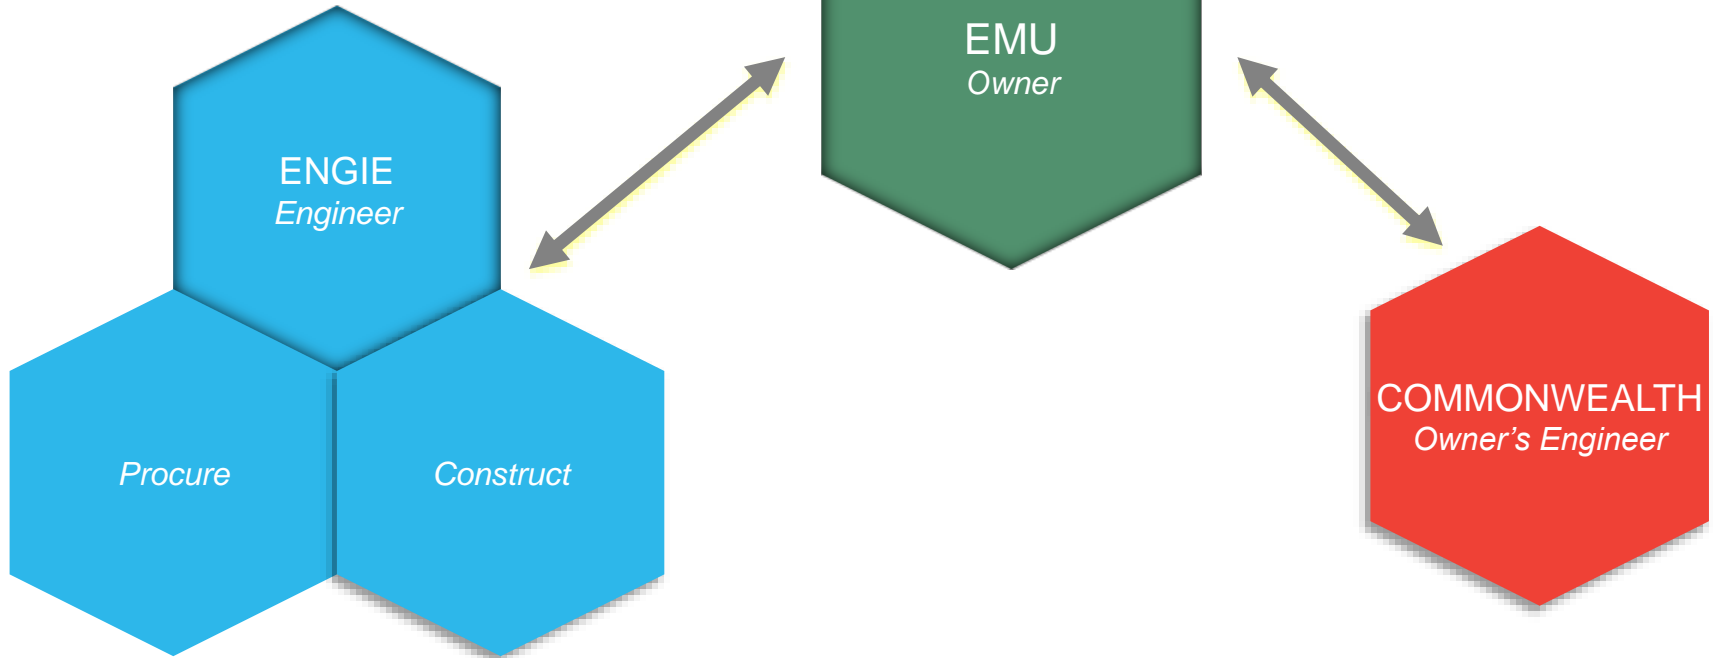 EMU
Owner
ENGIE
Engineer
Procure
Construct
COMMONWEALTH
Owner’s Engineer